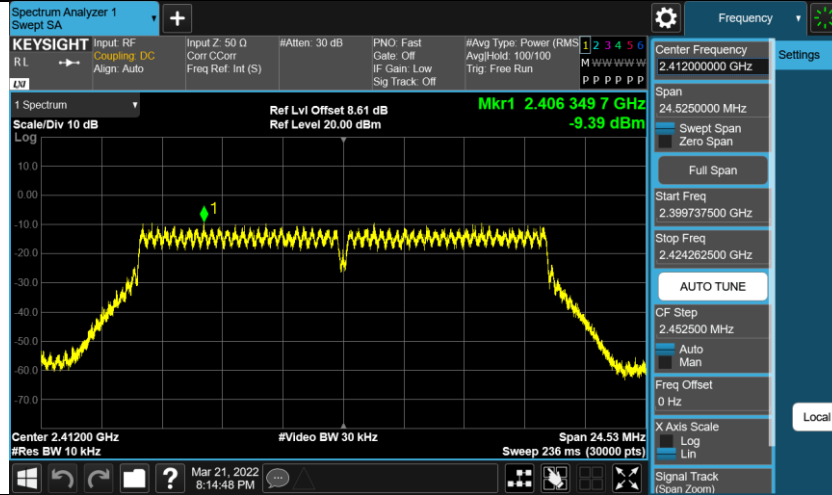 Spectrum Analyzer 1
Swept SA
+
Frequency
KEYSIGHT
RL
LXI
Input: RF
Coupling: DC
Align: Auto
Input Z: 50 Ω
Corr CCorr
Freq Ref: Int (S)
#Atten: 30 dB
PNO: Fast
Gate: Off
IF Gain: Low
Sig Track: Off
#Avg Type: Power (RMS
Avg|Hold: 100/100
Trig: Free Run
1 2 3 4 5 6
M W W W W W
P P P P P P
1 Spectrum
Scale/Div 10 dB
Log
Ref Lvl Offset 8.61 dB
Ref Level 20.00 dBm
Mkr1 2.406 349 7 GHz
-9.39 dBm
10.0
0.00
-10.0
-20.0
-30.0
-40.0
-50.0
-60.0
-70.0
1
Center 2.41200 GHz
#Res BW 10 kHz
#Video BW 30 kHz
Span 24.53 MHz
Sweep 236 ms (30000 pts)
?
Mar 21, 2022
8:14:48 PM
Center Frequency
2.412000000 GHz
Span
24.5250000 MHz
Swept Span
Zero Span
Full Span
Start Freq
2.399737500 GHz
Stop Freq
2.424262500 GHz
AUTO TUNE
CF Step
2.452500 MHz
Auto
Man
Freq Offset
0 Hz
X Axis Scale
Log
Lin
Signal Track
(Span Zoom)
Settings
Local